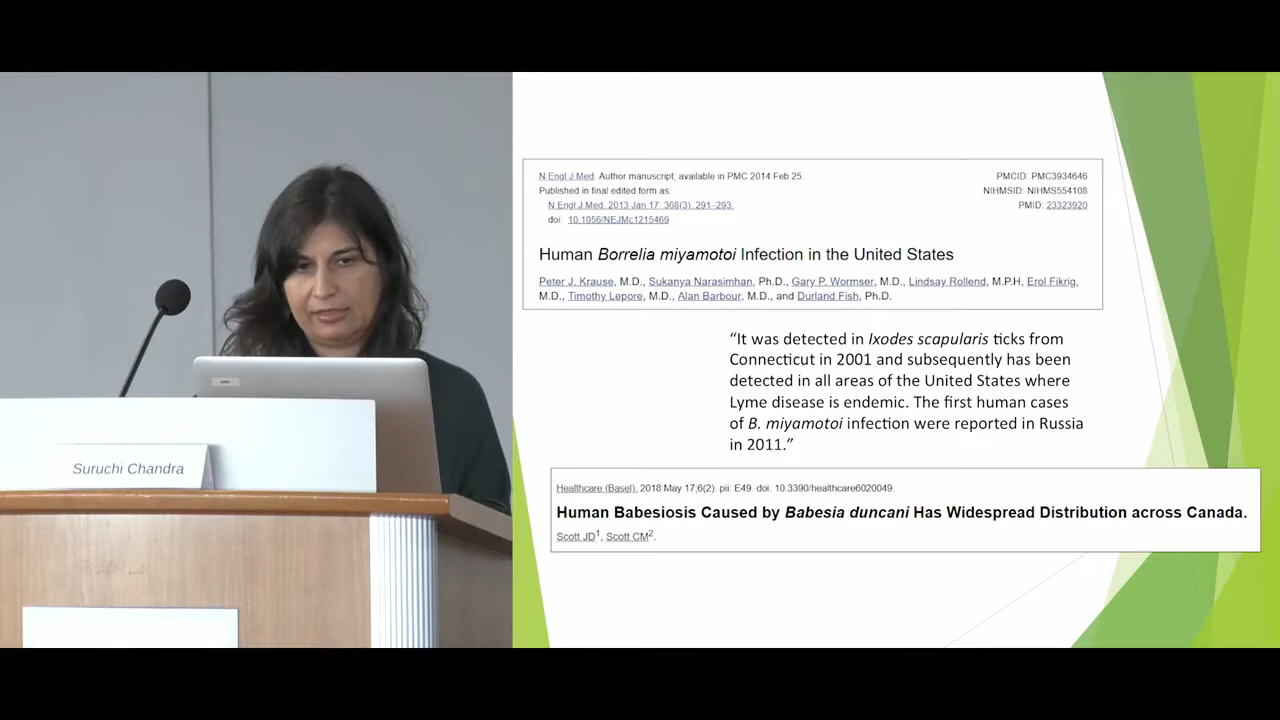 Suruchi Chandra
N Engl J Med. Author manuscript; available in PMC 2014 Feb 25.
Published in final edited form as:
N Engl J Med. 2013 Jan 17; 368(3): 291–293.
doi: 10.1056/NEJMc1215469
PMCID: PMC3934646
NIHMSID: NIHMS554108
PMID: 23323920
Human Borrelia miyamotoi Infection in the United States
Peter J. Krause, M.D., Sukanya Narasimhan, Ph.D., Gary P. Wormser, M.D., Lindsay Rollend, M.P.H, Erol Fikrig,
M.D., Timothy Lepore, M.D., Alan Barbour, M.D., and Durland Fish, Ph.D.
“It was detected in Ixodes scapularis ticks from
Connecticut in 2001 and subsequently has been
detected in all areas of the United States where
Lyme disease is endemic. The first human cases
of B. miyamotoi infection were reported in Russia
in 2011.”
Healthcare (Basel). 2018 May 17;6(2). pii: E49. doi: 10.3390/healthcare6020049.
Human Babesiosis Caused by Babesia duncani Has Widespread Distribution across Canada.
Scott JD1, Scott CM2.